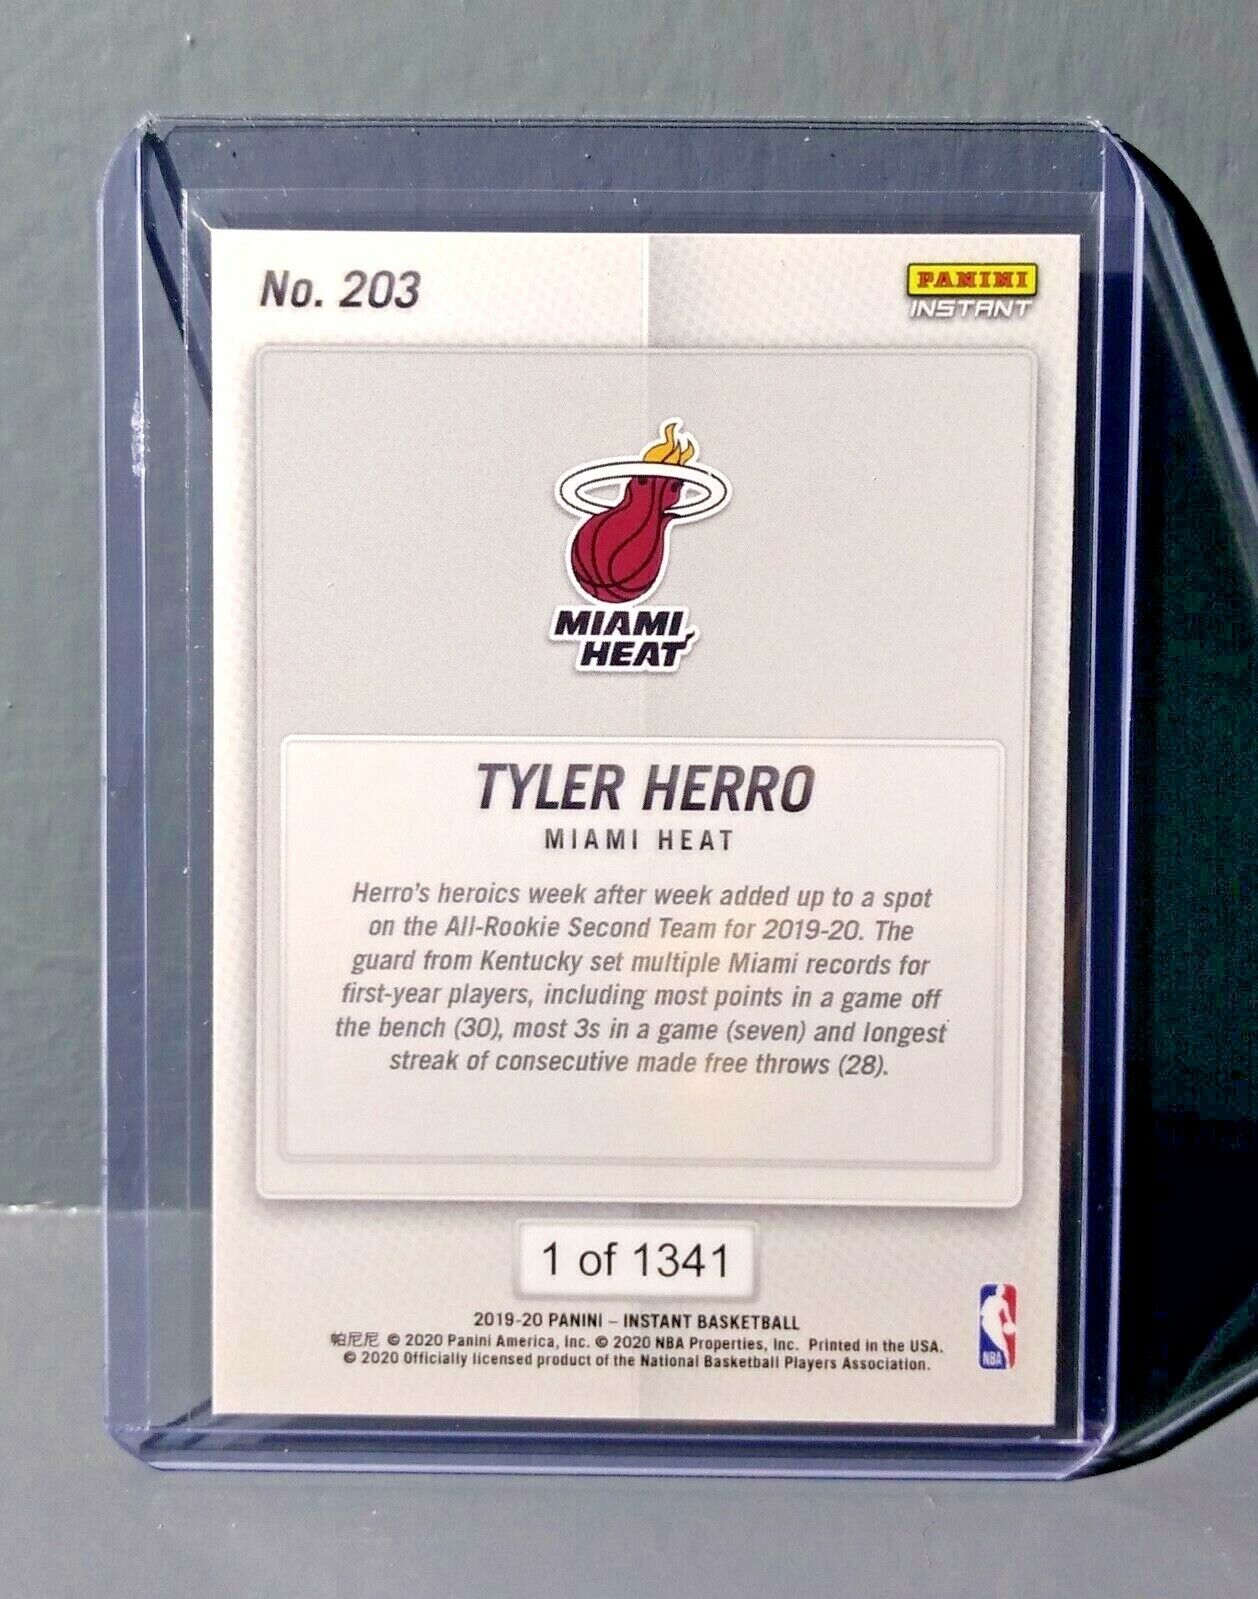 No. 203
PANINI
INSTANT
MIAMI
HEAT
TYLER HERRO
MIAMI HEAT
Herro's heroics week after week added up to a spot
on the All-Rookie Second Team for 2019-20. The
guard from Kentucky set multiple Miami records for
first-year players, including most points in a game off
the bench (30), most 3s in a game (seven) and longest
streak of consecutive made free throws (28).
1 of 1341
2019-20 PANINI – INSTANT BASKETBALL
帕尼尼 © 2020 Panini America, Inc. © 2020 NBA Properties, Inc. Printed in the USA.
© 2020 Officially licensed product of the National Basketball Players Association.
NBA